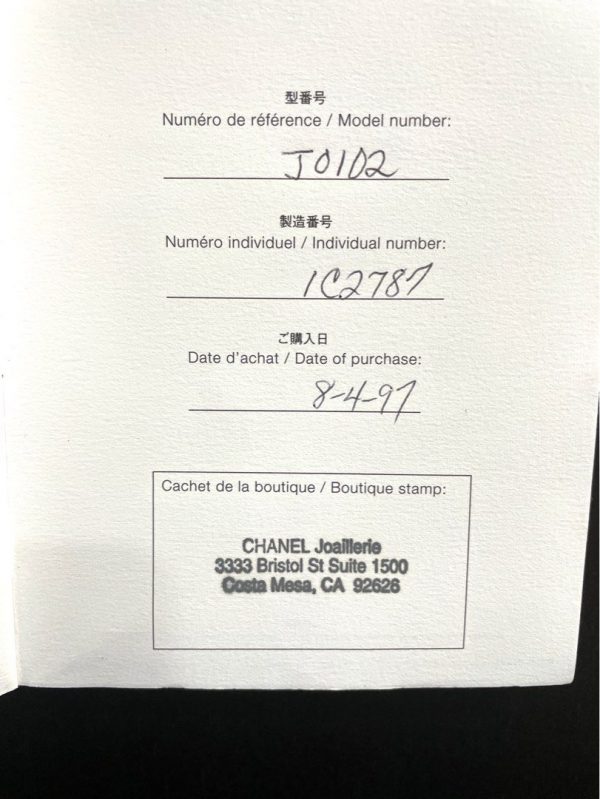 型番号
Numéro de référence / Model number:
J0102
製造番号
Numéro individuel / Individual number:
1C2787
ご購入日
Date d'achat / Date of purchase:
8-4-97
Cachet de la boutique / Boutique stamp:
CHANEL Joaillerie
3333 Bristol St Suite 1500
Costa Mesa, CA 92626